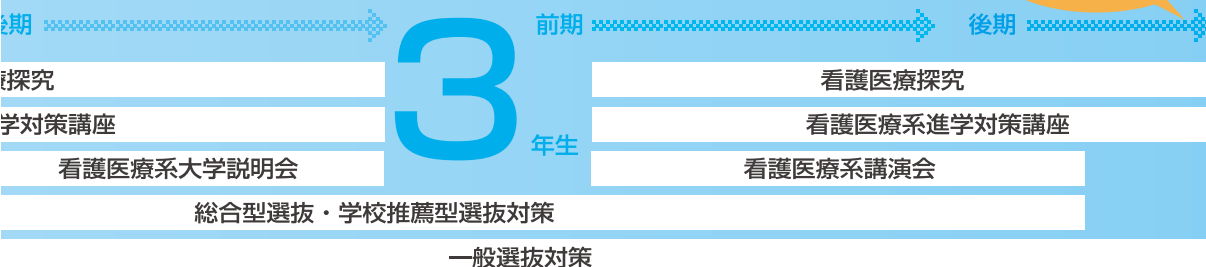 後期
3
年生
前期
後期
療探究
看護医療探究
学対策講座
看護医療系進学対策講座
看護医療系大学説明会
看護医療系講演会
総合型選抜・学校推薦型選抜対策
一般選抜対策